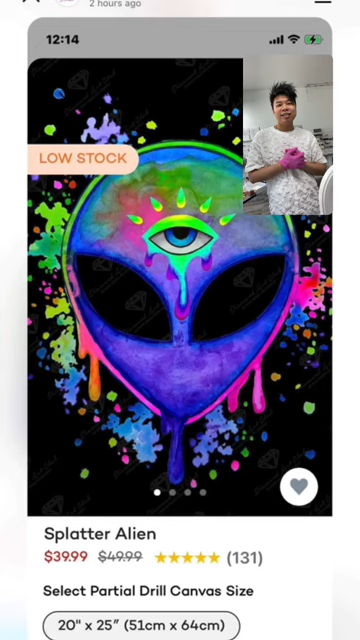 2 hours ago
12:14
LOW STOCK
Splatter Alien
$39.99 $49.99 (131)
Select Partial Drill Canvas Size
20" x 25” (51cm x 64cm)